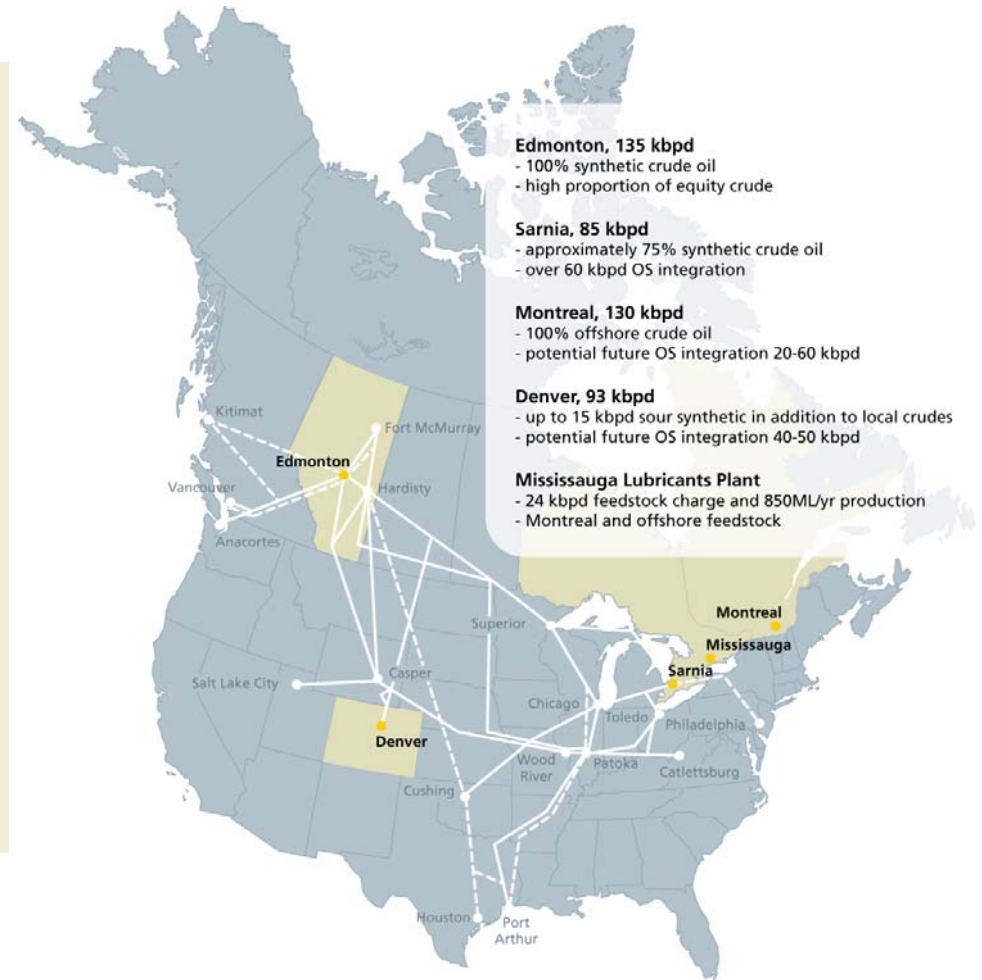 Edmonton, 135 kbpd
- 100% synthetic crude oil
- high proportion of equity crude
Sarnia, 85 kbpd
- approximately 75% synthetic crude oil
- over 60 kbpd OS integration
Montreal, 130 kbpd
- 100% offshore crude oil
- potential future OS integration 20-60 kbpd
Denver, 93 kbpd
- up to 15 kbpd sour synthetic in addition to local crudes
- potential future OS integration 40-50 kbpd
Mississauga Lubricants Plant
- 24 kbpd feedstock charge and 850ML/yr production
- Montreal and offshore feedstock
Kitimat
Fort McMurray
Edmonton
Vancouver
Hardisty
Anacortes
Montreal
Superior
Mississauga
Sarnia
Casper
Salt Lake City
Chicago
Toledo
Philadelphia
Denver
Wood
River
Patoka
Catlettsburg
Cushing
Houston
Port
Arthur